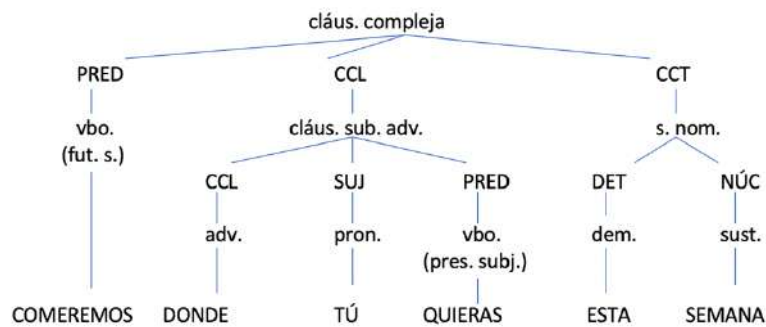 cláus. compleja
PRED CCL CCT
vbo. cláus. sub. adv. s. nom.
(fut. s.)
CCL SUJ PRED DET NÚC
adv. pron. vbo. dem. sust.
(pres. subj.)
COMEREMOS DONDE TÚ QUIERAS ESTA SEMANA